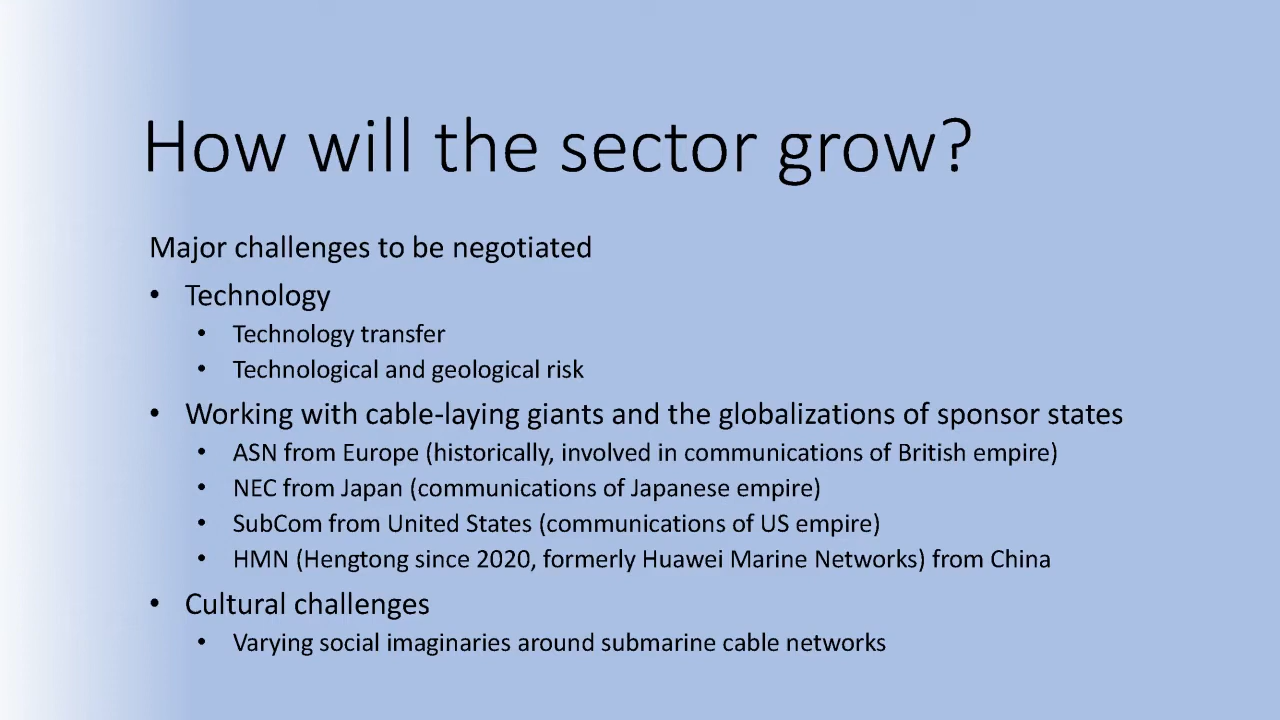 How will the sector grow?
Major challenges to be negotiated
• Technology
• Technology transfer
• Technological and geological risk
• Working with cable-laying giants and the globalizations of sponsor states
• ASN from Europe (historically, involved in communications of British empire)
• NEC from Japan (communications of Japanese empire)
• SubCom from United States (communications of US empire)
• HMN (Hengtong since 2020, formerly Huawei Marine Networks) from China
• Cultural challenges
• Varying social imaginaries around submarine cable networks